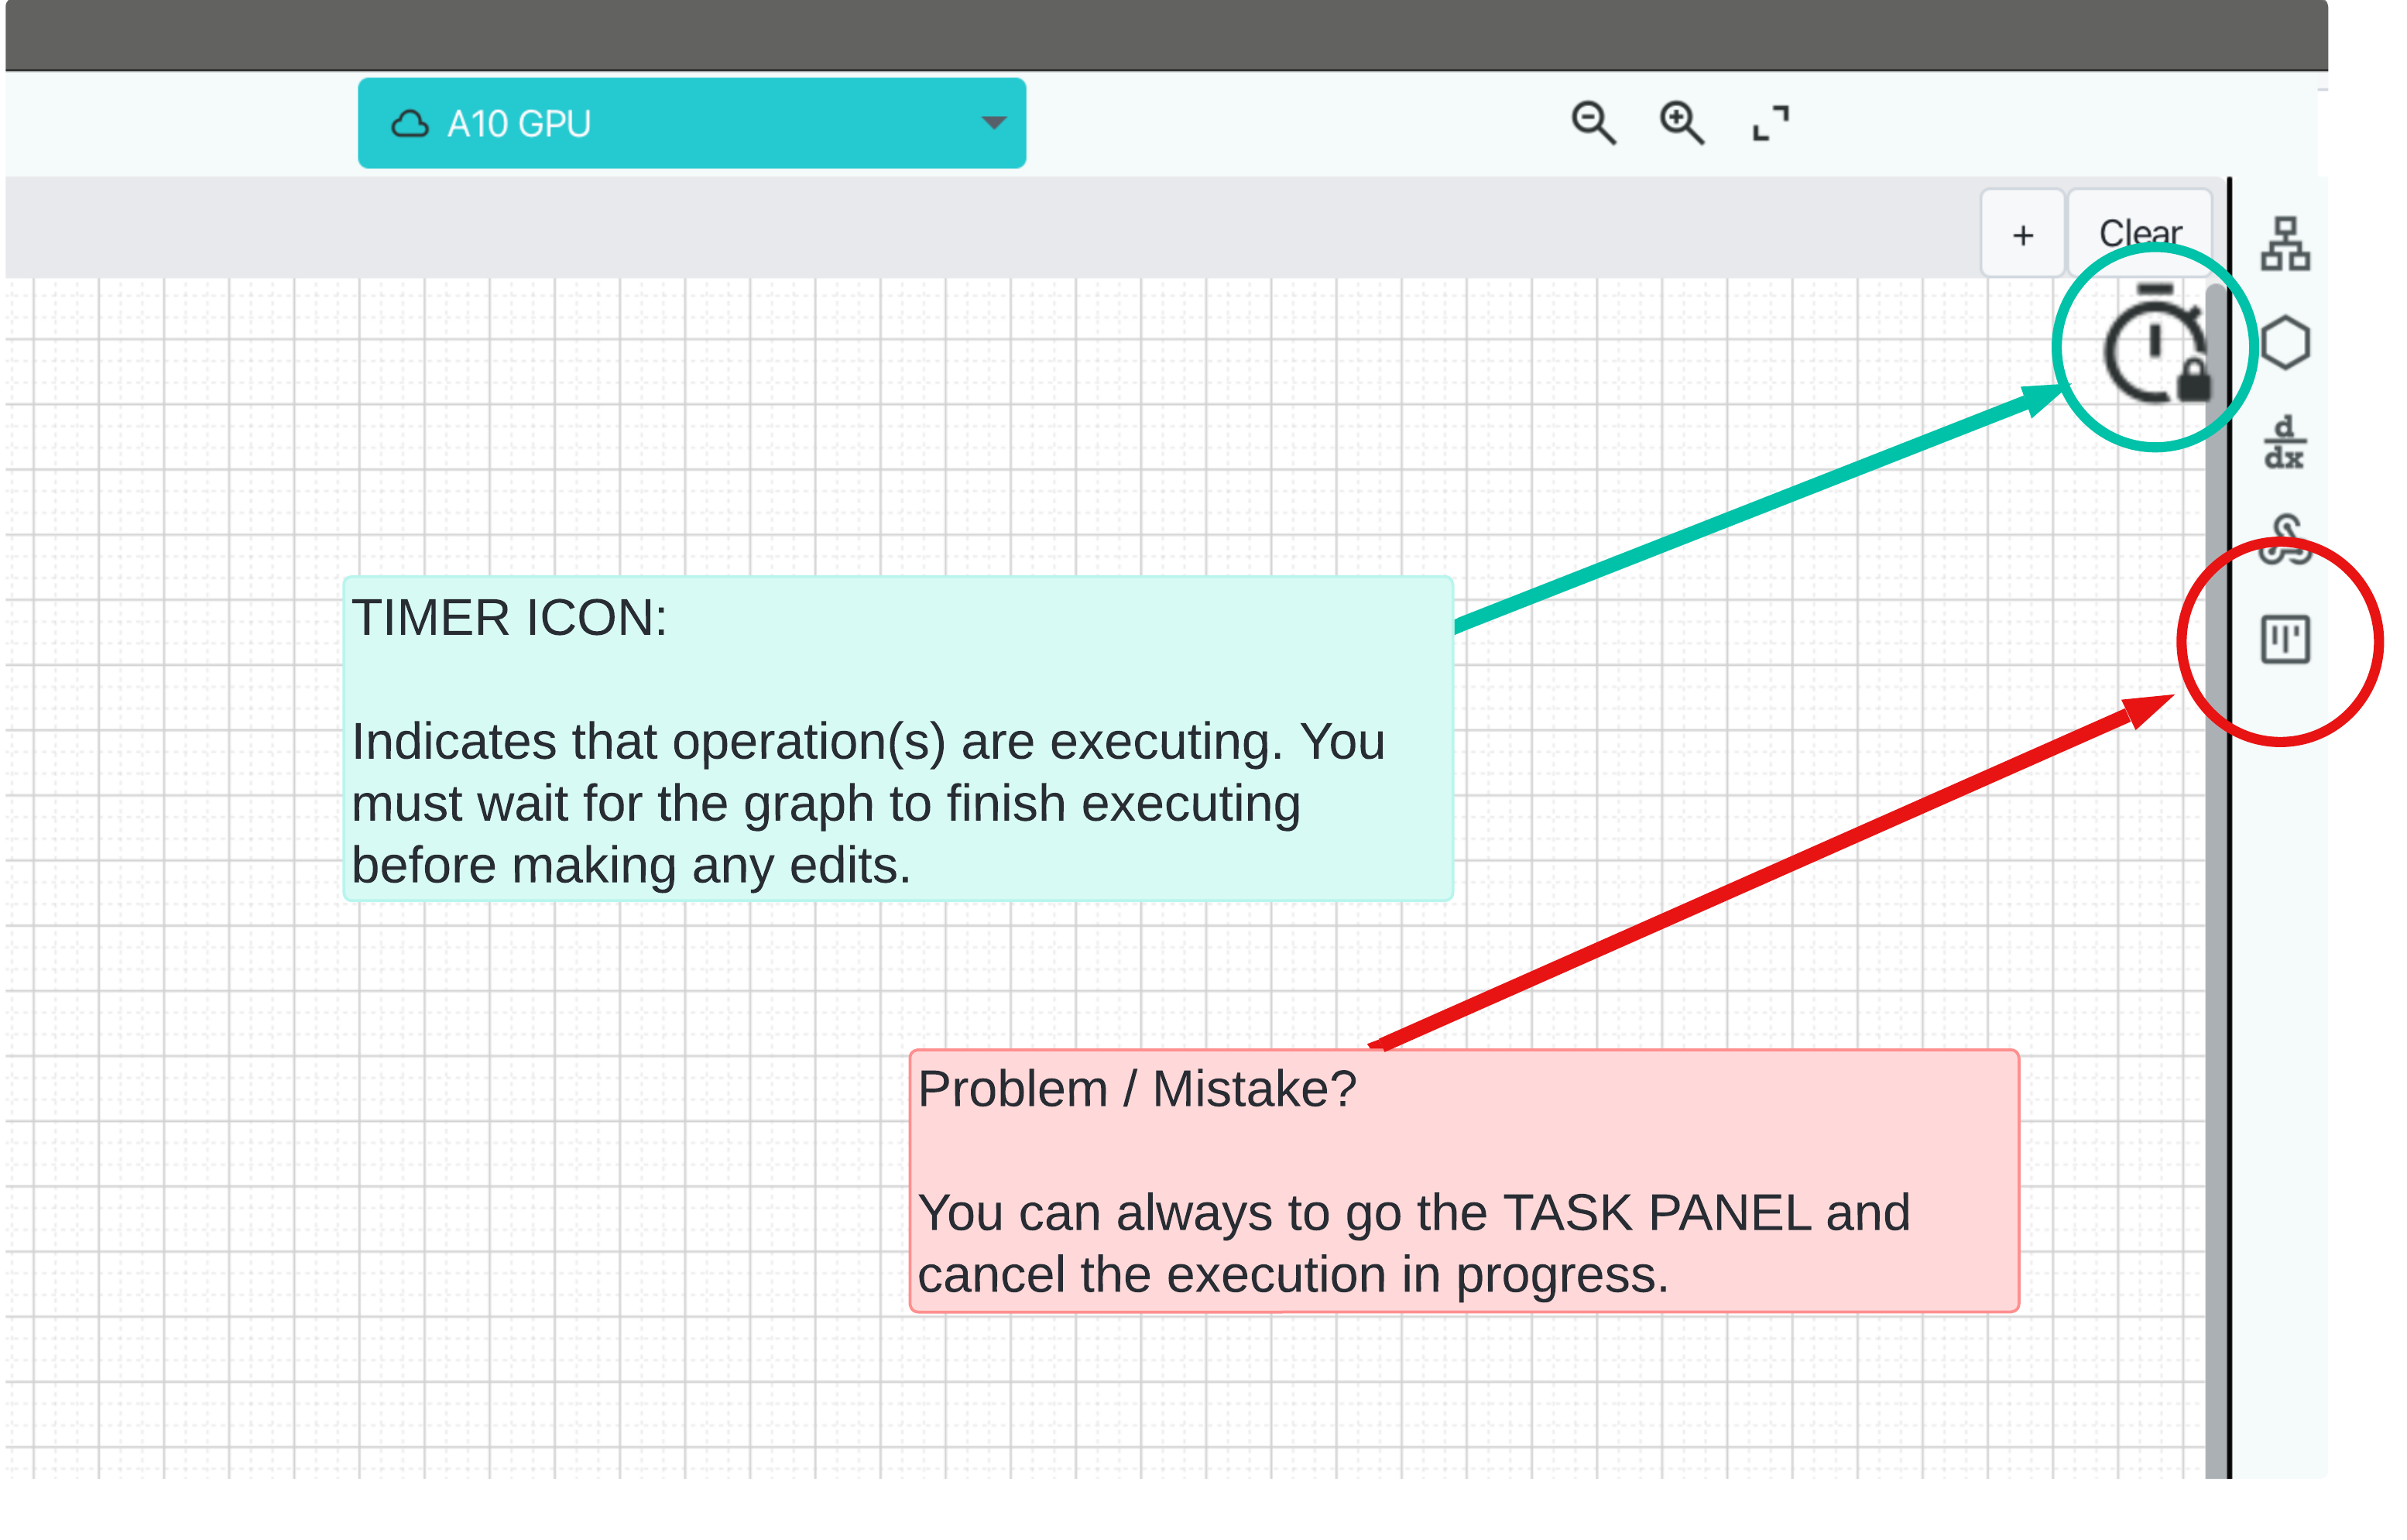 A10 GPU
+ Clear
d
dx
TIMER ICON:
Indicates that operation(s) are executing. You
must wait for the graph to finish executing
before making any edits.
Problem / Mistake?
You can always to go the TASK PANEL and
cancel the execution in progress.